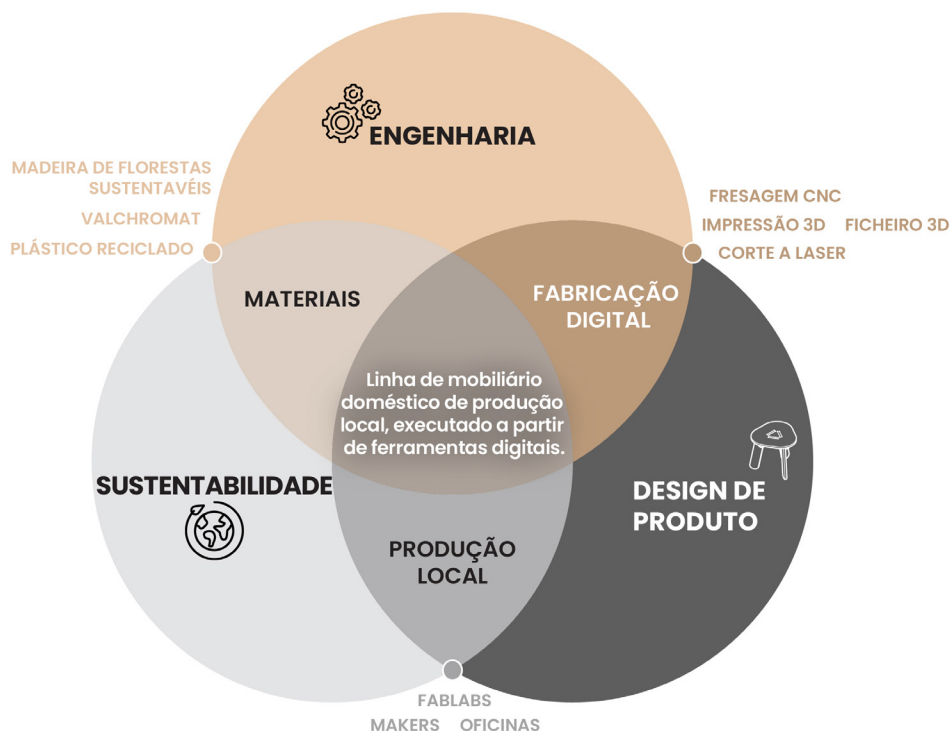 ENGENHARIA
MADEIRA DE FLORESTAS
SUSTENTAVÉIS
VALCHROMAT
PLÁSTICO RECICLADO
FRESAGEM CNC
IMPRESSÃO 3D FICHEIRO 3D
CORTE A LASER
MATERIAIS
FABRICAÇÃO
DIGITAL
Linha de mobiliário
doméstico de produção
local, executado a partir
de ferramentas digitais.
SUSTENTABILIDADE
DESIGN DE
PRODUTO
PRODUÇÃO
LOCAL
FABLABS
MAKERS OFICINAS